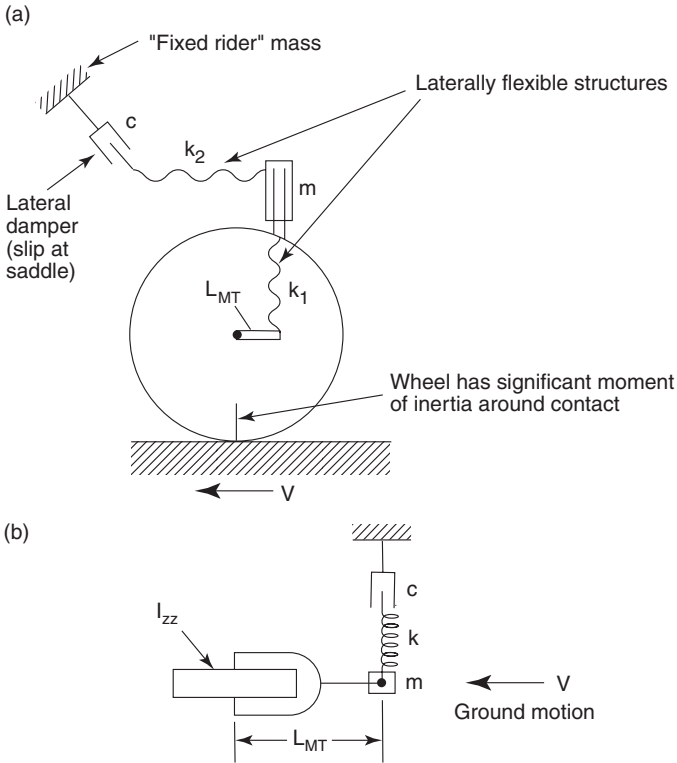 (a)
"Fixed rider" mass
Laterally flexible structures
c
k2
m
Lateral
damper
(slip at
saddle)
k1
LMT
Wheel has significant moment
of inertia around contact
V
(b)
c
Izz
k
m
V
Ground motion
LMT